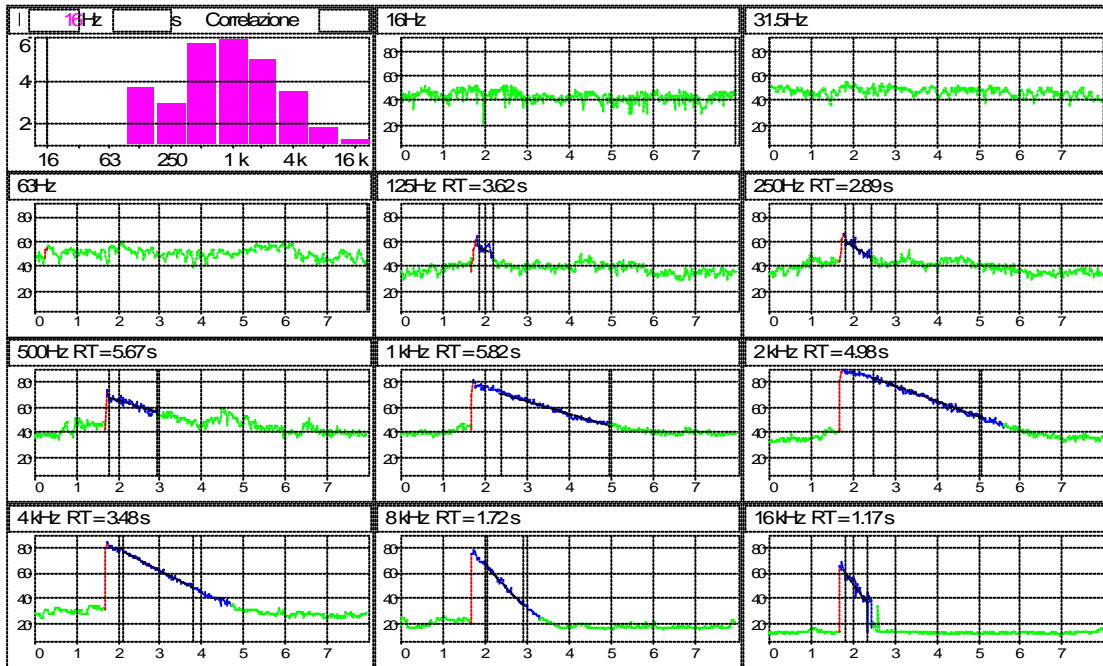 16Hz s Correlazione
6
4
2
16 63 250 1 k 4 k 16 k
16Hz
80
60
40
20
0 1 2 3 4 5 6 7
31.5Hz
80
60
40
20
0 1 2 3 4 5 6 7
63Hz
80
60
40
20
0 1 2 3 4 5 6 7
125Hz RT = 3.62 s
80
60
40
20
0 1 2 3 4 5 6 7
250Hz RT = 2.89 s
80
60
40
20
0 1 2 3 4 5 6 7
500Hz RT = 5.67 s
80
60
40
20
0 1 2 3 4 5 6 7
1 kHz RT = 5.82 s
80
60
40
20
0 1 2 3 4 5 6 7
2 kHz RT = 4.98 s
80
60
40
20
0 1 2 3 4 5 6 7
4 kHz RT = 3.48 s
80
60
40
20
0 1 2 3 4 5 6 7
8 kHz RT = 1.72 s
80
60
40
20
0 1 2 3 4 5 6 7
16 kHz RT = 1.17 s
80
60
40
20
0 1 2 3 4 5 6 7